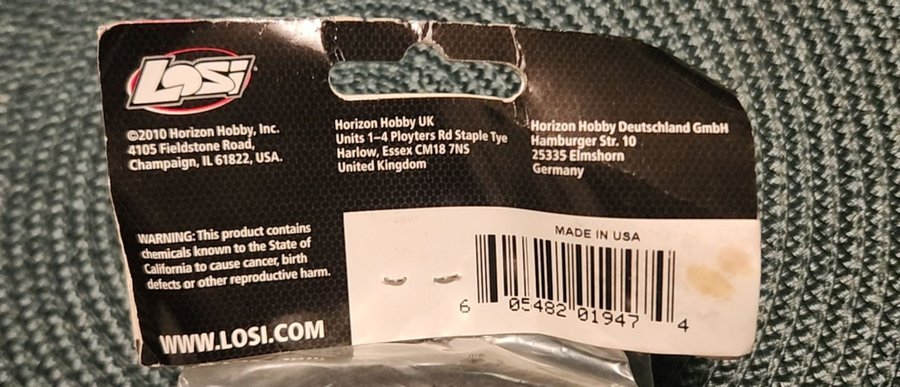 LOSI
©2010 Horizon Hobby, Inc.
4105 Fieldstone Road,
Champaign, IL 61822, USA.
Horizon Hobby UK
Units 1-4 Ployters Rd Staple Tye
Harlow, Essex CM18 7NS
United Kingdom
Horizon Hobby Deutschland GmbH
Hamburger Str. 10
25335 Elmshorn
Germany
WARNING: This product contains
chemicals known to the State of
California to cause cancer, birth
defects or other reproductive harm.
WWW.LOSI.COM
MADE IN USA
6 05482 01947 4